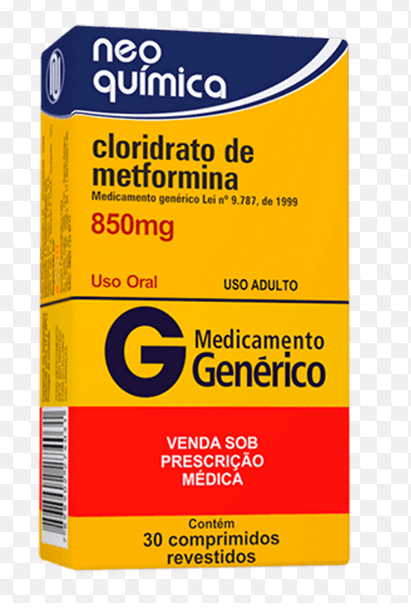 neo
química
cloridrato de
metformina
Medicamento genérico Lei nº 9.787, de 1999
850mg
Uso Oral
USO ADULTO
G Medicamento
Genérico
VENDA SOB
PRESCRIÇÃO
MÉDICA
Contém
30 comprimidos
revestidos